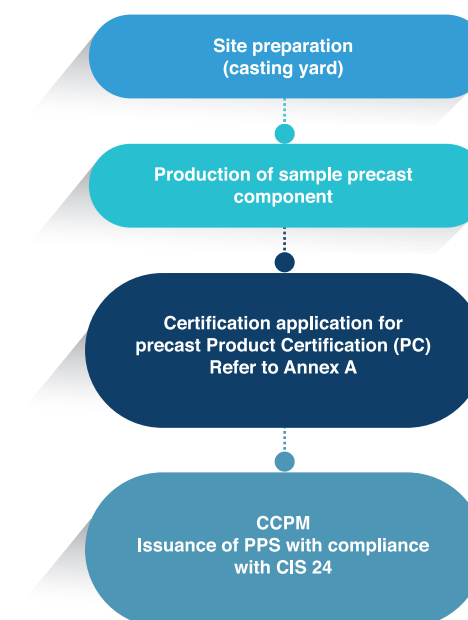 Site preparation
(casting yard)
Production of sample precast
component
Certification application for
precast Product Certification (PC)
Refer to Annex A
CCPM
Issuance of PPS with compliance
with CIS 24